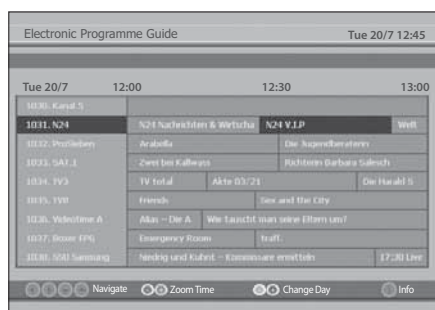 Electronic Programme Guide Tue 20/7 12:45
Tue 20/7 12:00 12:30 13:00
1030. Kanal 5
1031. N24 N24 Nachrichten & Wirtscha N24 V.I.P Welt
1032. ProSieben Arabella Die Jugendberaterin
1033. SAT.1 Zwei bei Kallwass Richterin Barbara Salesch
1034. TV3 TV total Akte 03/21 Die Harald S
1035. TV8 Friends Sex and the City
1036. Videotime A Alias – Die A Wie tauscht man seine Eltern um?
1037. Boxer EPG Emergency Room traff.
1038. Samsung Niedrig und Kuhnt – Kommissare ermitteln 17:30 Live
Navigate Zoom Time Change Day Info